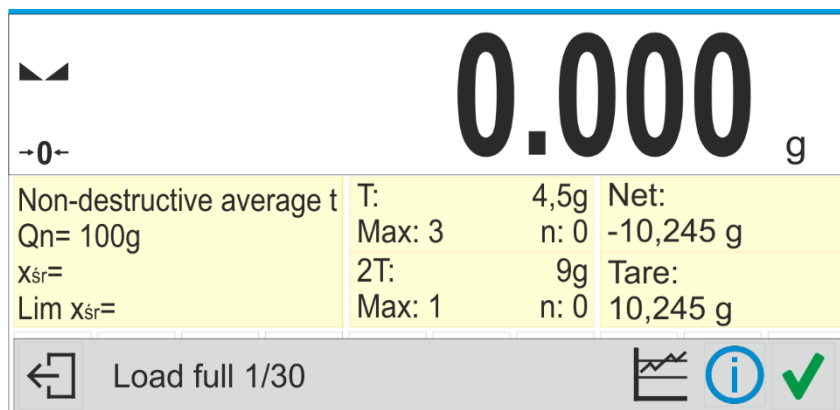 0.000 g
→0←
Non-destructive average t
Qn= 100g
xśr=
Lim xśr=
T: 4,5g
Max: 3 n: 0
2T: 9g
Max: 1 n: 0
Net:
-10,245 g
Tare:
10,245 g
Load full 1/30